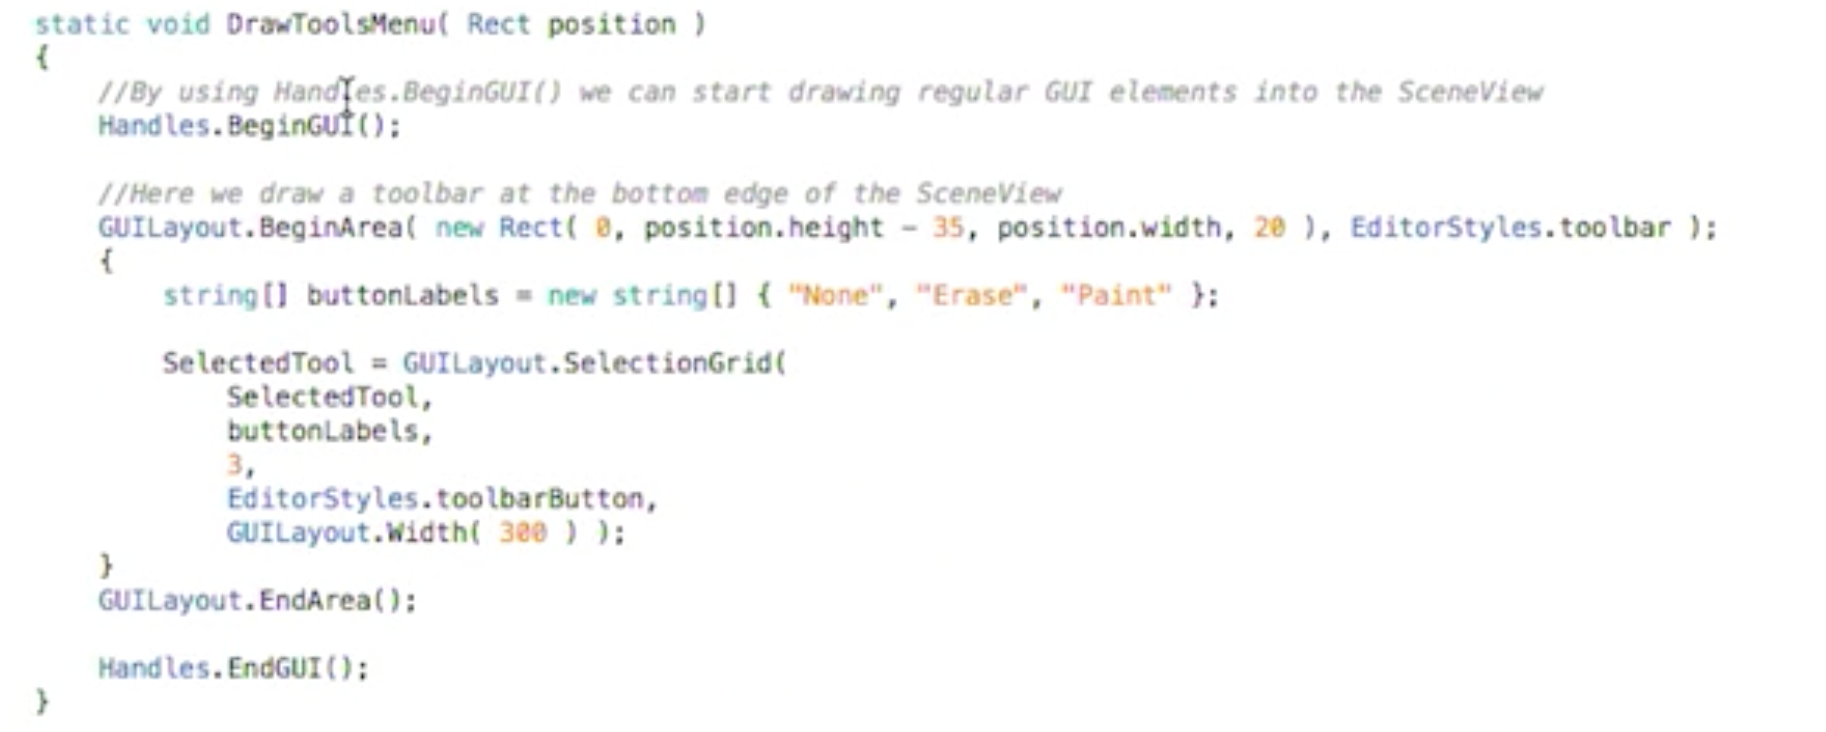 static void DrawToolsMenu( Rect position )
{
    //By using Handles.BeginGUI() we can start drawing regular GUI elements into the SceneView
    Handles.BeginGUI();

    //Here we draw a toolbar at the bottom edge of the SceneView
    GUILayout.BeginArea( new Rect( 0, position.height - 35, position.width, 20 ), EditorStyles.toolbar );
    {
        string[] buttonLabels = new string[] { "None", "Erase", "Paint" };

        SelectedTool = GUILayout.SelectionGrid(
            SelectedTool,
            buttonLabels,
            3,
            EditorStyles.toolbarButton,
            GUILayout.Width( 300 ) );
    }
    GUILayout.EndArea();

    Handles.EndGUI();
}